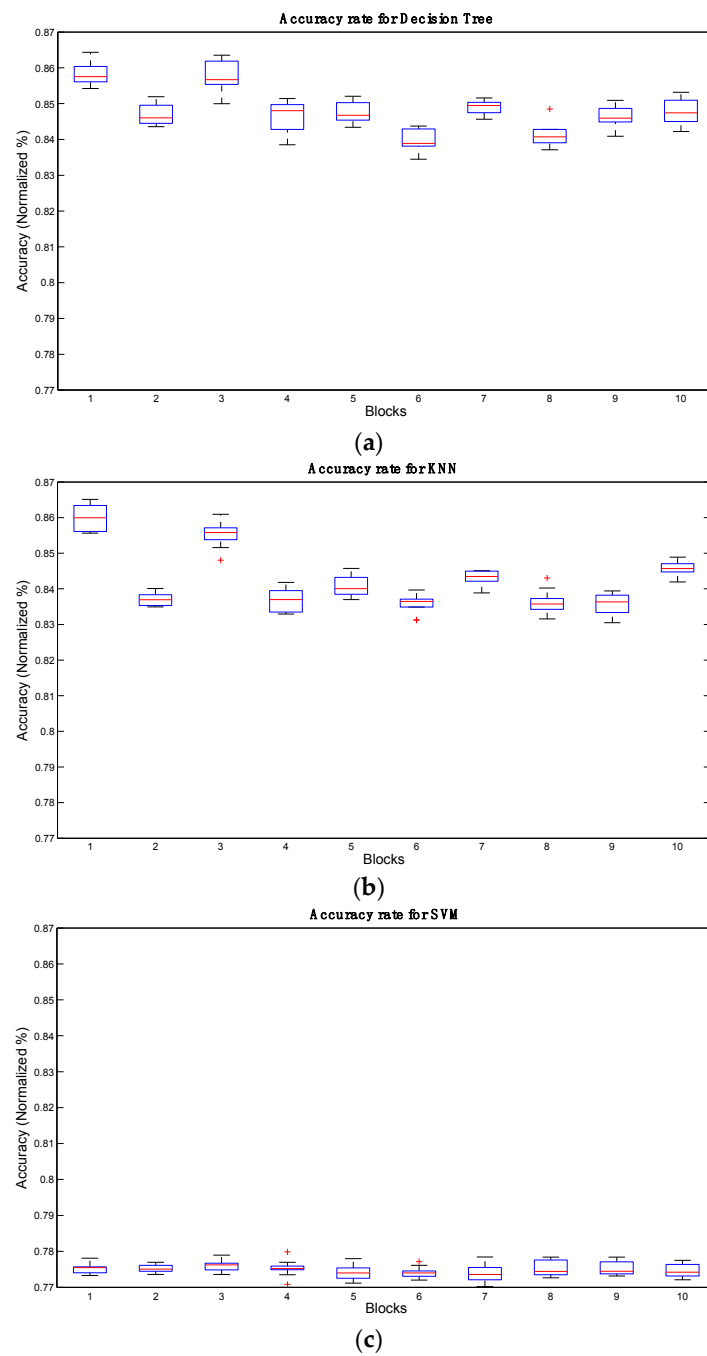 Accuracy rate for Decision Tree
0.87
0.86
0.85
0.84
0.83
0.82
0.81
0.8
0.79
0.78
0.77
Accuracy (Normalized %)
1 2 3 4 5 6 7 8 9 10
Blocks
(a)
Accuracy rate for KNN
0.87
0.86
0.85
0.84
0.83
0.82
0.81
0.8
0.79
0.78
0.77
Accuracy (Normalized %)
1 2 3 4 5 6 7 8 9 10
Blocks
(b)
Accuracy rate for SVM
0.87
0.86
0.85
0.84
0.83
0.82
0.81
0.8
0.79
0.78
0.77
Accuracy (Normalized %)
1 2 3 4 5 6 7 8 9 10
Blocks
(c)